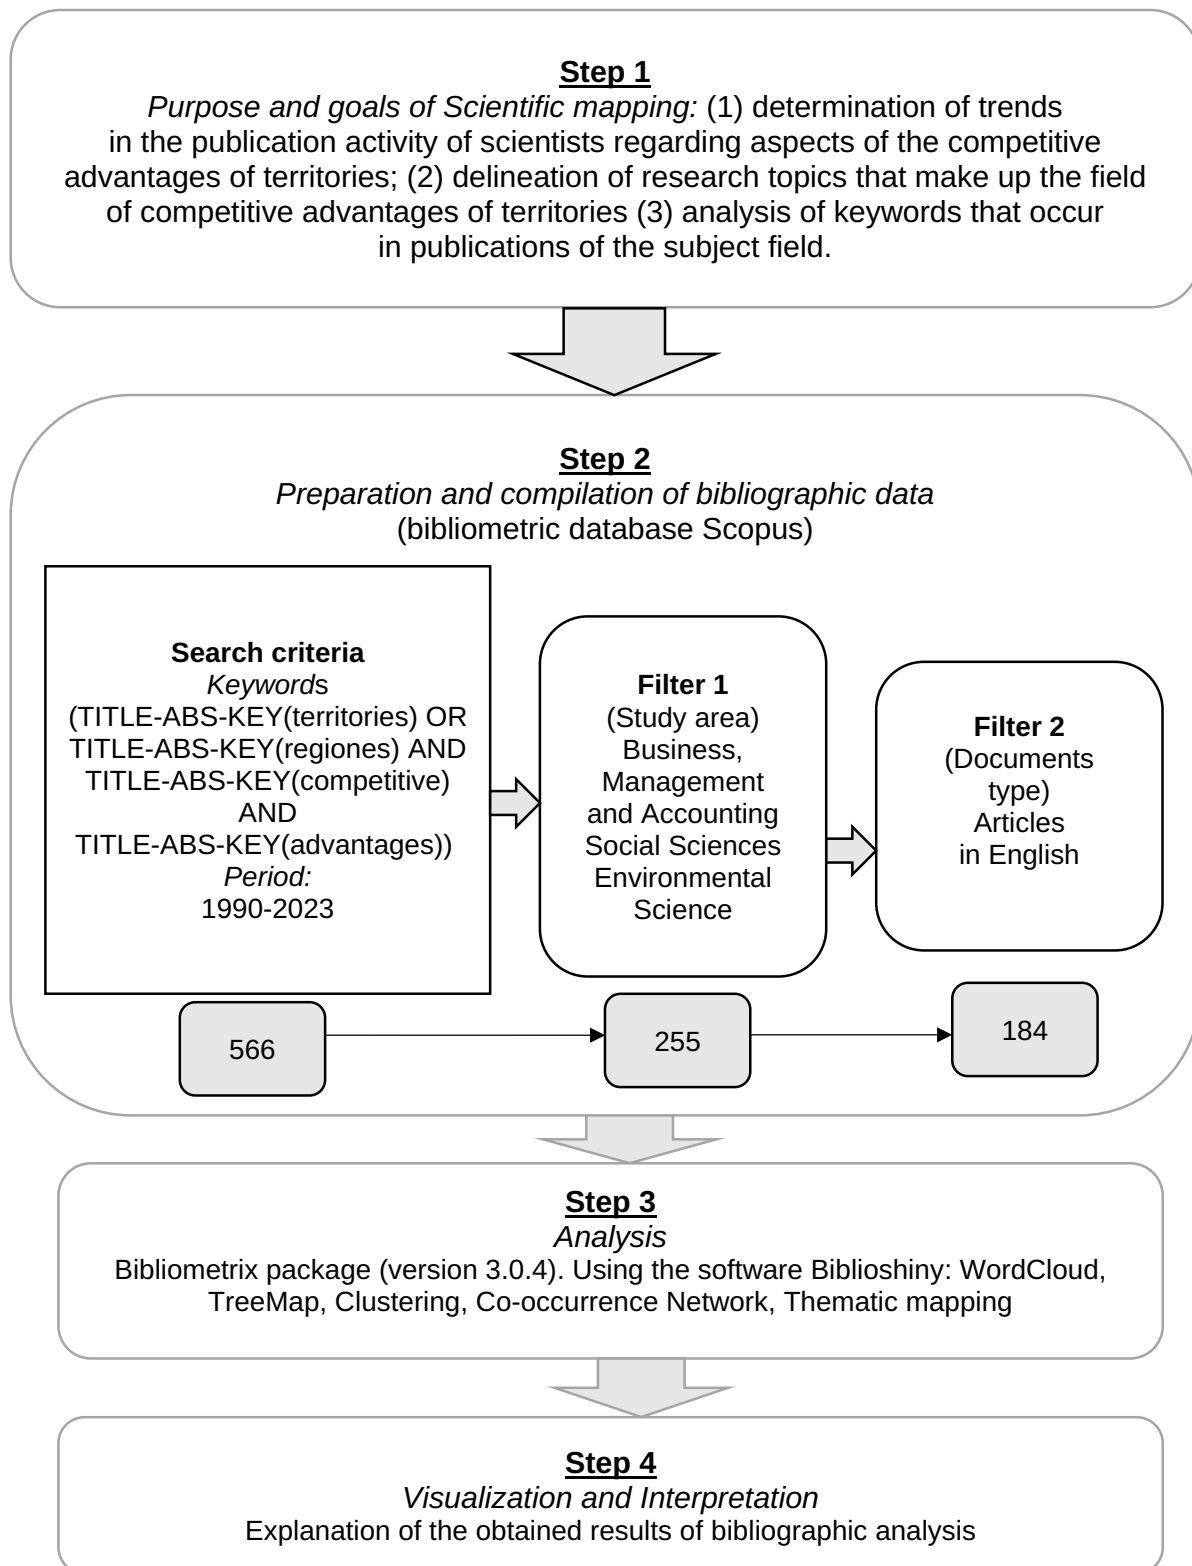 Step 1
Purpose and goals of Scientific mapping: (1) determination of trends
in the publication activity of scientists regarding aspects of the competitive
advantages of territories; (2) delineation of research topics that make up the field
of competitive advantages of territories (3) analysis of keywords that occur
in publications of the subject field.
Step 2
Preparation and compilation of bibliographic data
(bibliometric database Scopus)
Search criteria
Keywords
(TITLE-ABS-KEY(territories) OR
TITLE-ABS-KEY(regiones) AND
TITLE-ABS-KEY(competitive)
AND
TITLE-ABS-KEY(advantages))
Period:
1990-2023
Filter 1
(Study area)
Business,
Management
and Accounting
Social Sciences
Environmental
Science
Filter 2
(Documents
type)
Articles
in English
566
255
184
Step 3
Analysis
Bibliometrix package (version 3.0.4). Using the software Biblioshiny: WordCloud,
TreeMap, Clustering, Co-occurrence Network, Thematic mapping
Step 4
Visualization and Interpretation
Explanation of the obtained results of bibliographic analysis